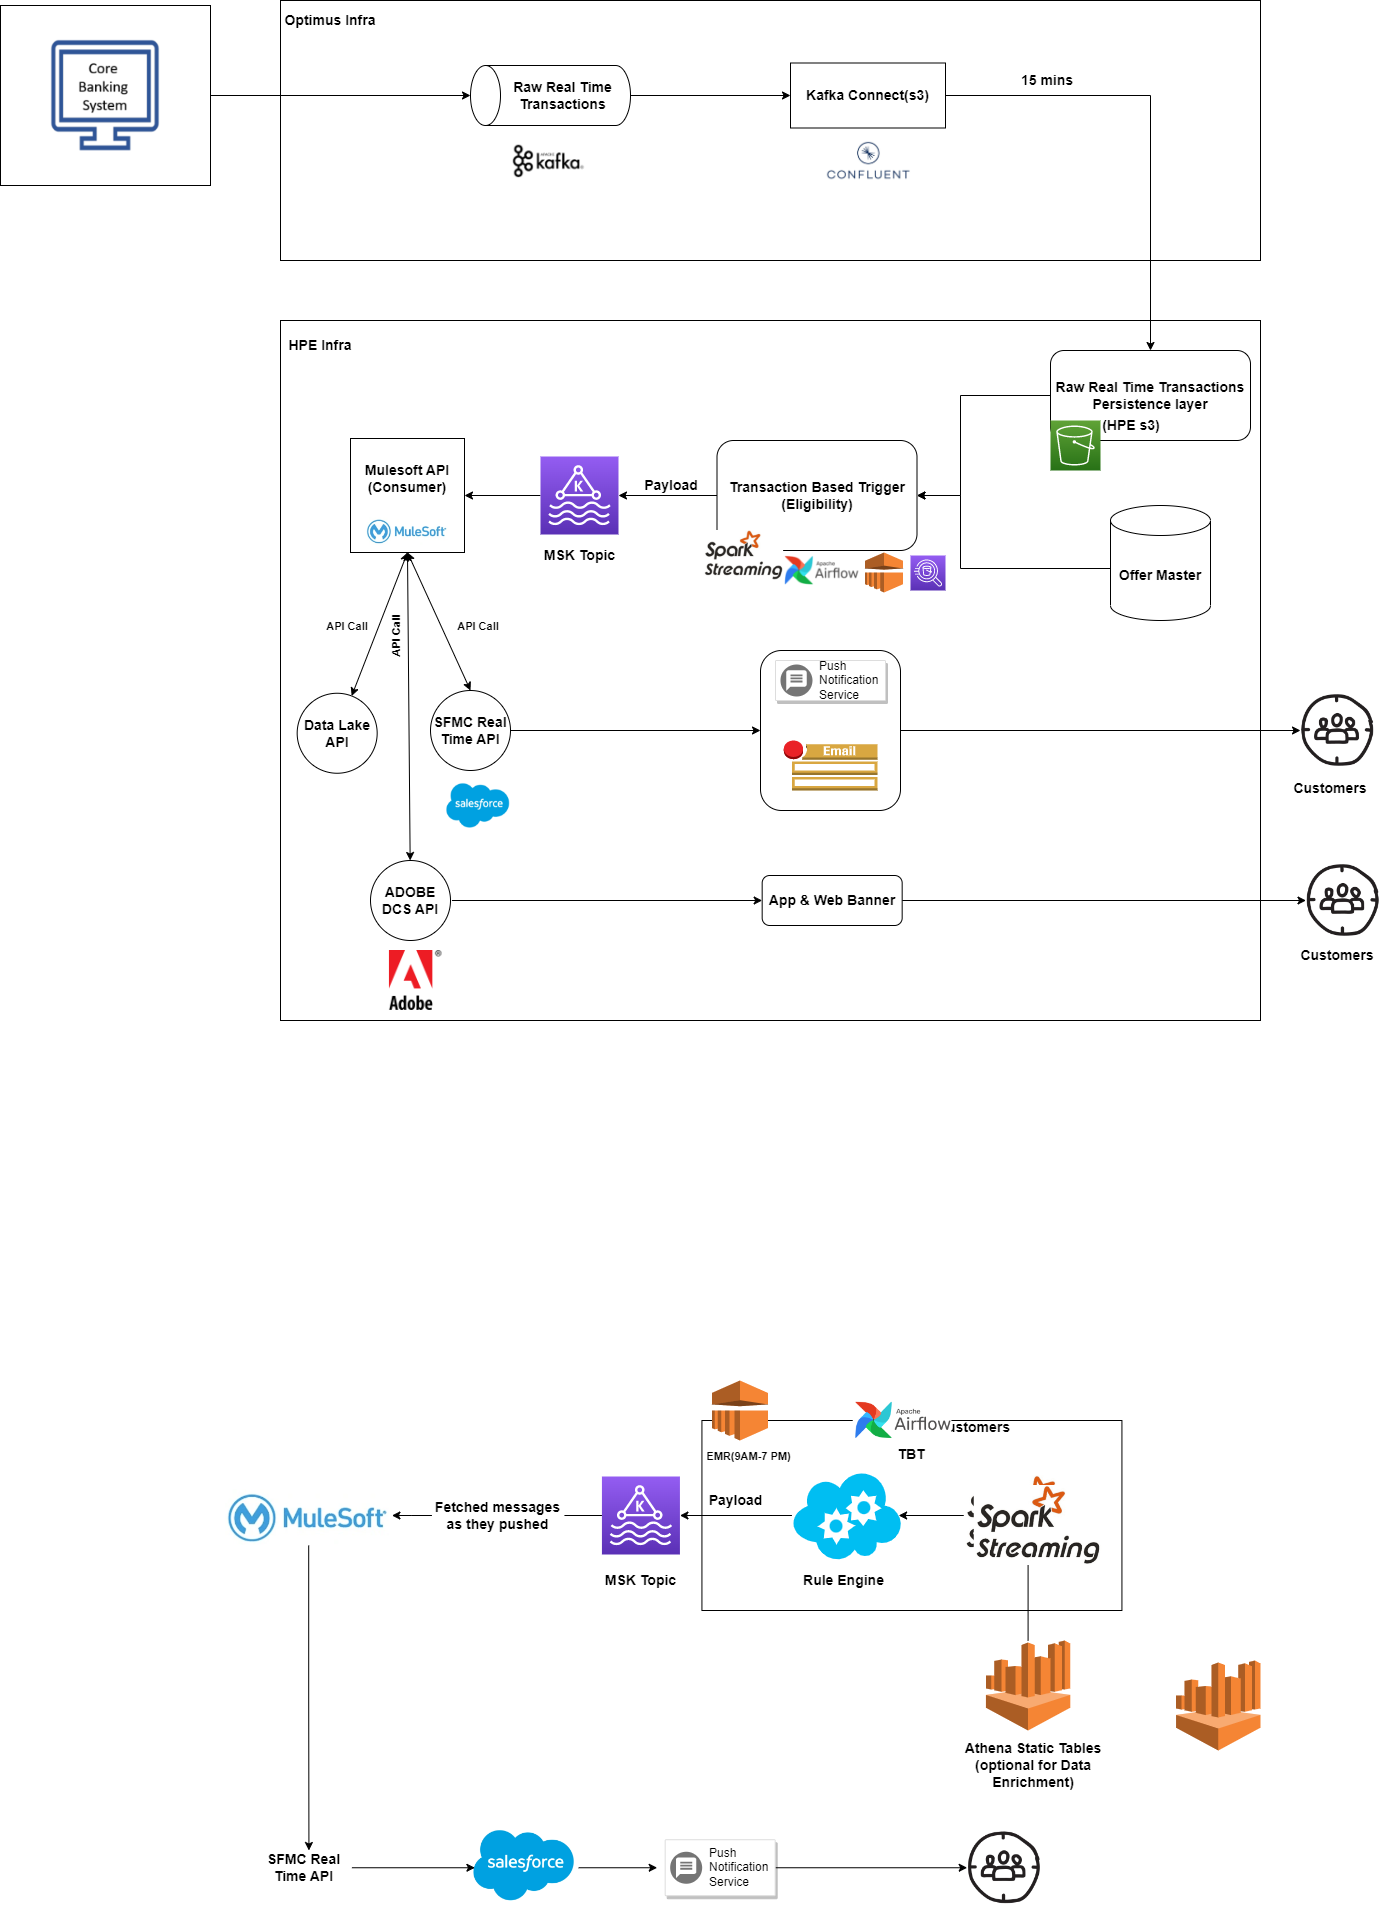 Optimus Infra
Core
Banking
System
Raw Real Time
Transactions
Kafka Connect(s3)
15 mins
APACHE
kafka
CONFLUENT
HPE Infra
Raw Real Time Transactions
Persistence layer
(HPE s3)
Mulesoft API
(Consumer)
MuleSoft
K
MSK Topic
Payload
Transaction Based Trigger
(Eligibility)
Spark
Streaming
Apache
Airflow
Offer Master
API Call
API Call
API Call
Data Lake
API
SFMC Real
Time API
salesforce
Push
Notification
Service
Email
Customers
ADOBE
DCS API
App & Web Banner
Customers
Adobe
®
Apache
Airflow
ustomers
EMR(9AM-7 PM)
TBT
MuleSoft
Fetched messages
as they pushed
K
MSK Topic
Payload
Rule Engine
Spark
Streaming
Athena Static Tables
(optional for Data
Enrichment)
SFMC Real
Time API
salesforce
Push
Notification
Service